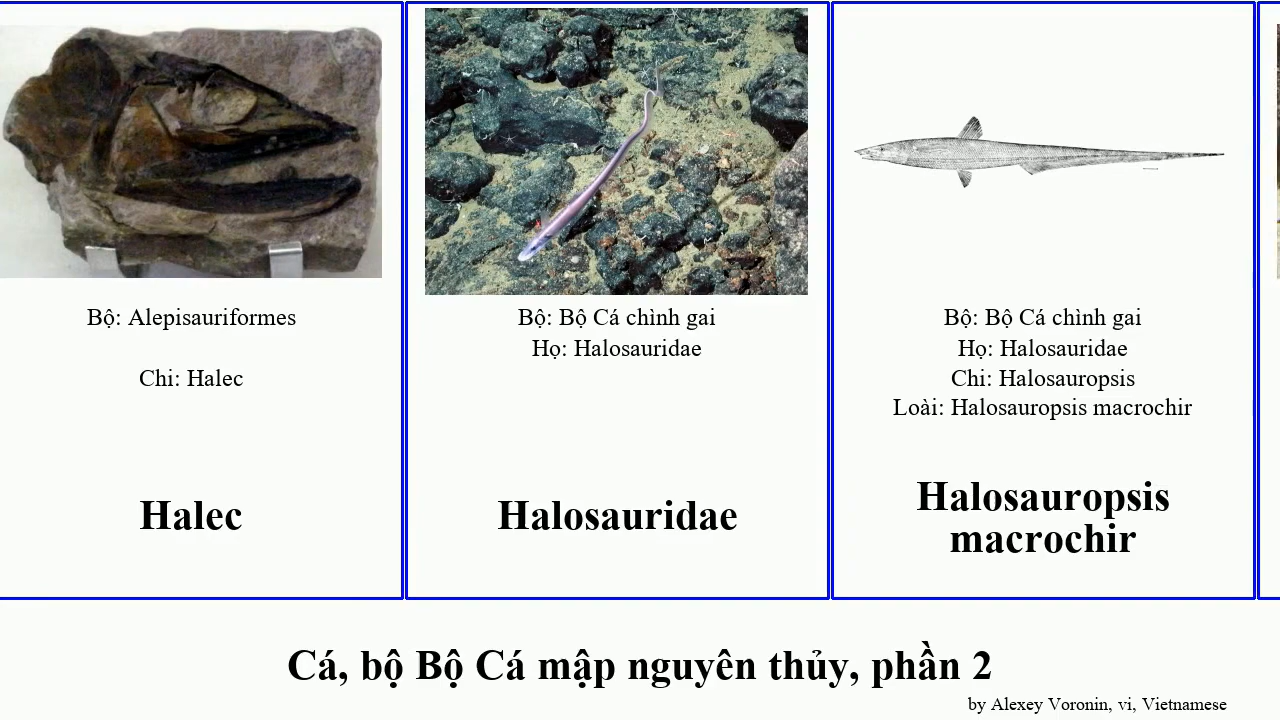 Bộ: Alepisauriformes
Chi: Halec
Halec
Bộ: Bộ Cá chình gai
Họ: Halosauridae
Halosauridae
Bộ: Bộ Cá chình gai
Họ: Halosauridae
Chi: Halosauropsis
Loài: Halosauropsis macrochir
Halosauropsis
macrochir
Cá, bộ Bộ Cá mập nguyên thủy, phần 2
by Alexey Voronin, vi, Vietnamese